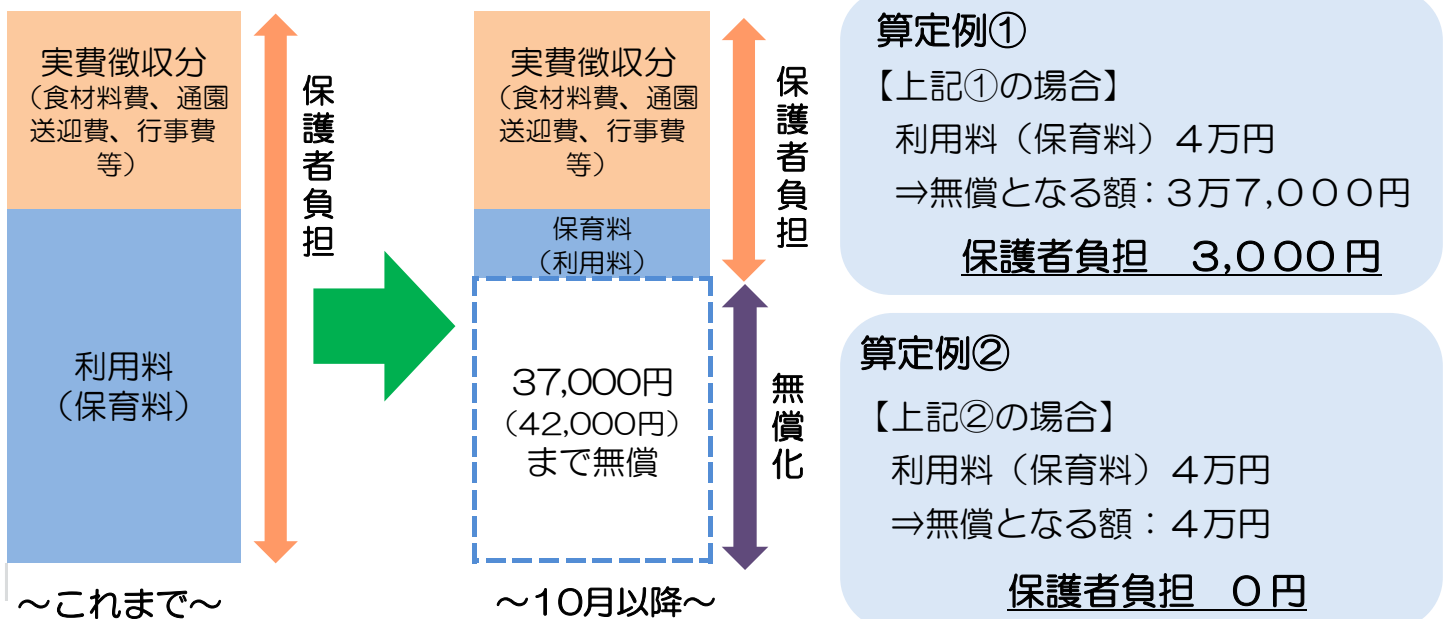 実費徴収分
（食材料費、通園
送迎費、行事費
等）
利用料
（保育料）
～これまで～
保護者負担
実費徴収分
（食材料費、通園
送迎費、行事費
等）
保育料
（利用料）
37,000円
（42,000円）
まで無償
～10月以降～
保護者負担
無償化
算定例①
【上記①の場合】
利用料（保育料）４万円
⇒無償となる額：３万７,０００円
保護者負担　３,０００円
算定例②
【上記②の場合】
利用料（保育料）４万円
⇒無償となる額：４万円
保護者負担　０円